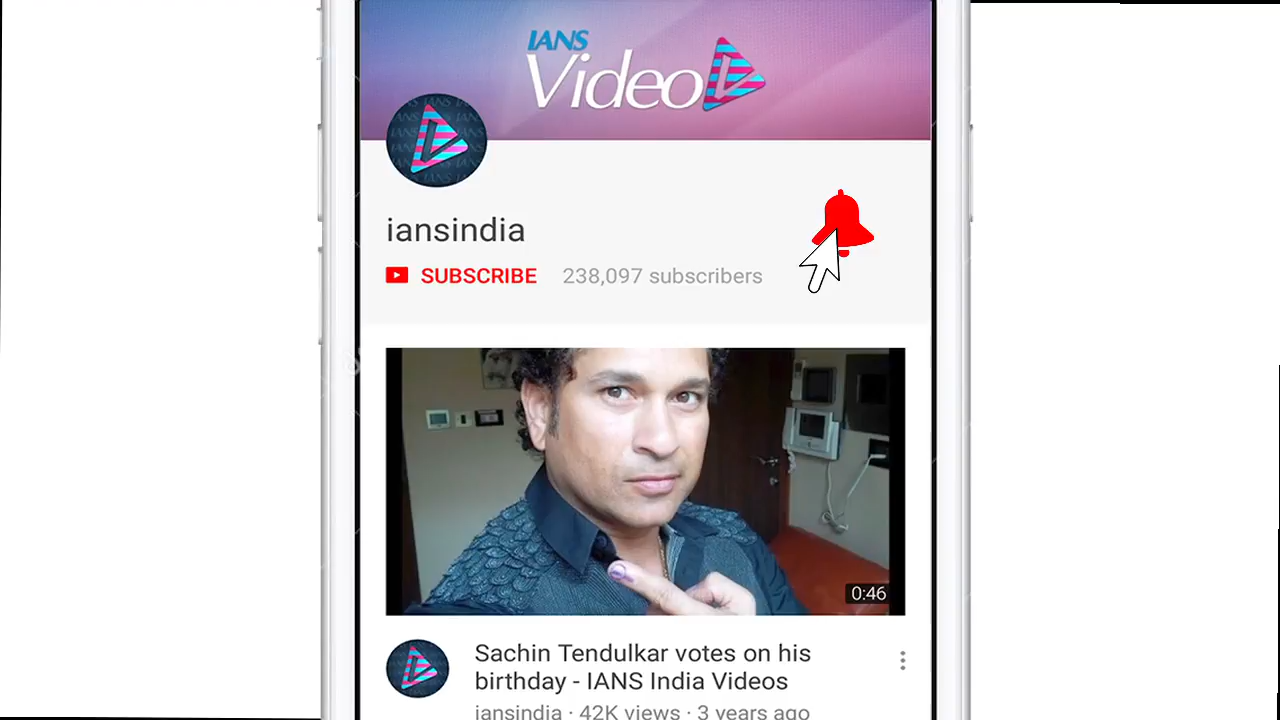 IANS
Video
iansindia
SUBSCRIBE 238,097 subscribers
0:46
Sachin Tendulkar votes on his
birthday - IANS India Videos
iansindia · 42K views · 3 years ago